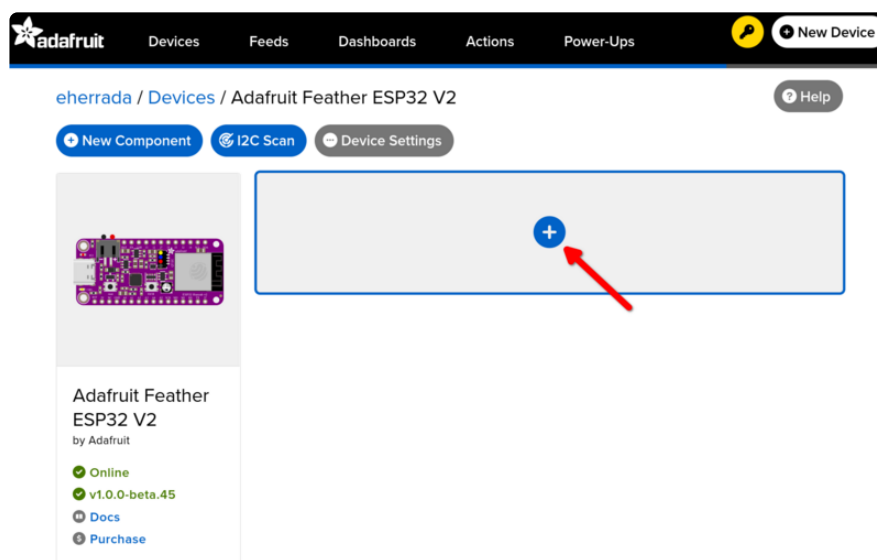 adafruit Devices Feeds Dashboards Actions Power-Ups New Device
eherrada / Devices / Adafruit Feather ESP32 V2 Help
New Component I2C Scan Device Settings
Adafruit Feather
ESP32 V2
by Adafruit
Online
v1.0.0-beta.45
Docs
Purchase